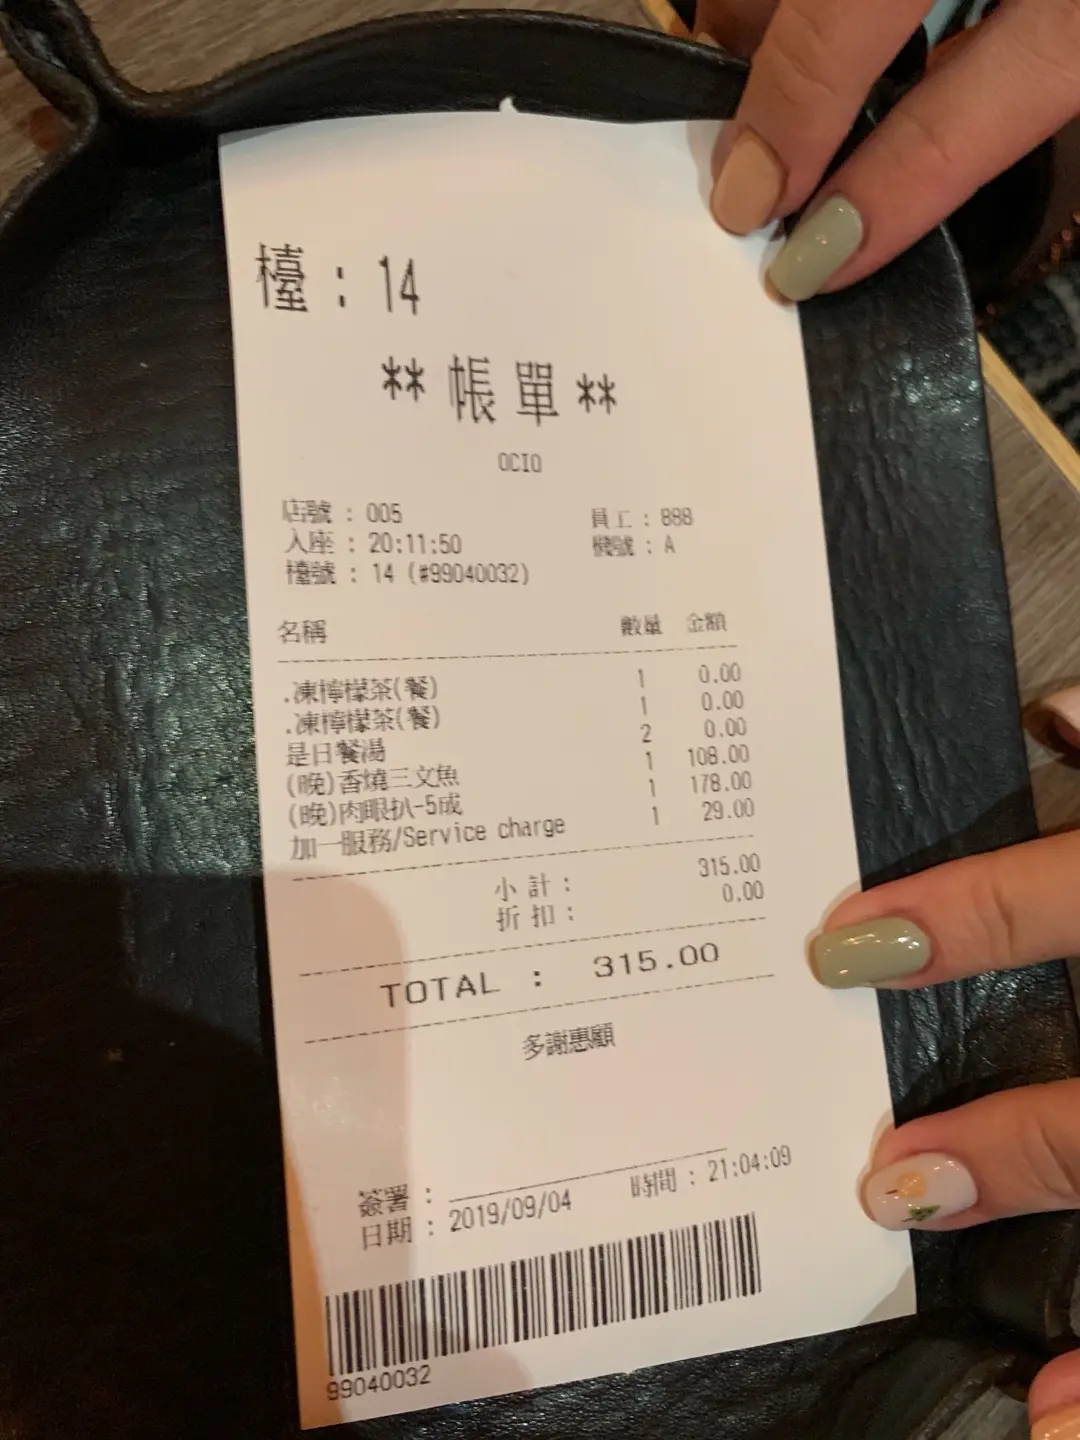 檯：14
** 帳單 **
OCIO
店號：005 員工：888
入座：20:11:50 機號：A
檯號：14 (#99040032)
名稱 數量 金額
.凍檸檬茶(餐) 1 0.00
.凍檸檬茶(餐) 1 0.00
是日餐湯 2 0.00
(晚)香燒三文魚 1 108.00
(晚)肉眼扒-5成 1 178.00
加一服務/Service charge 1 29.00
小計： 315.00
折扣： 0.00
TOTAL : 315.00
多謝惠顧
簽署：
日期：2019/09/04 時間：21:04:09
99040032